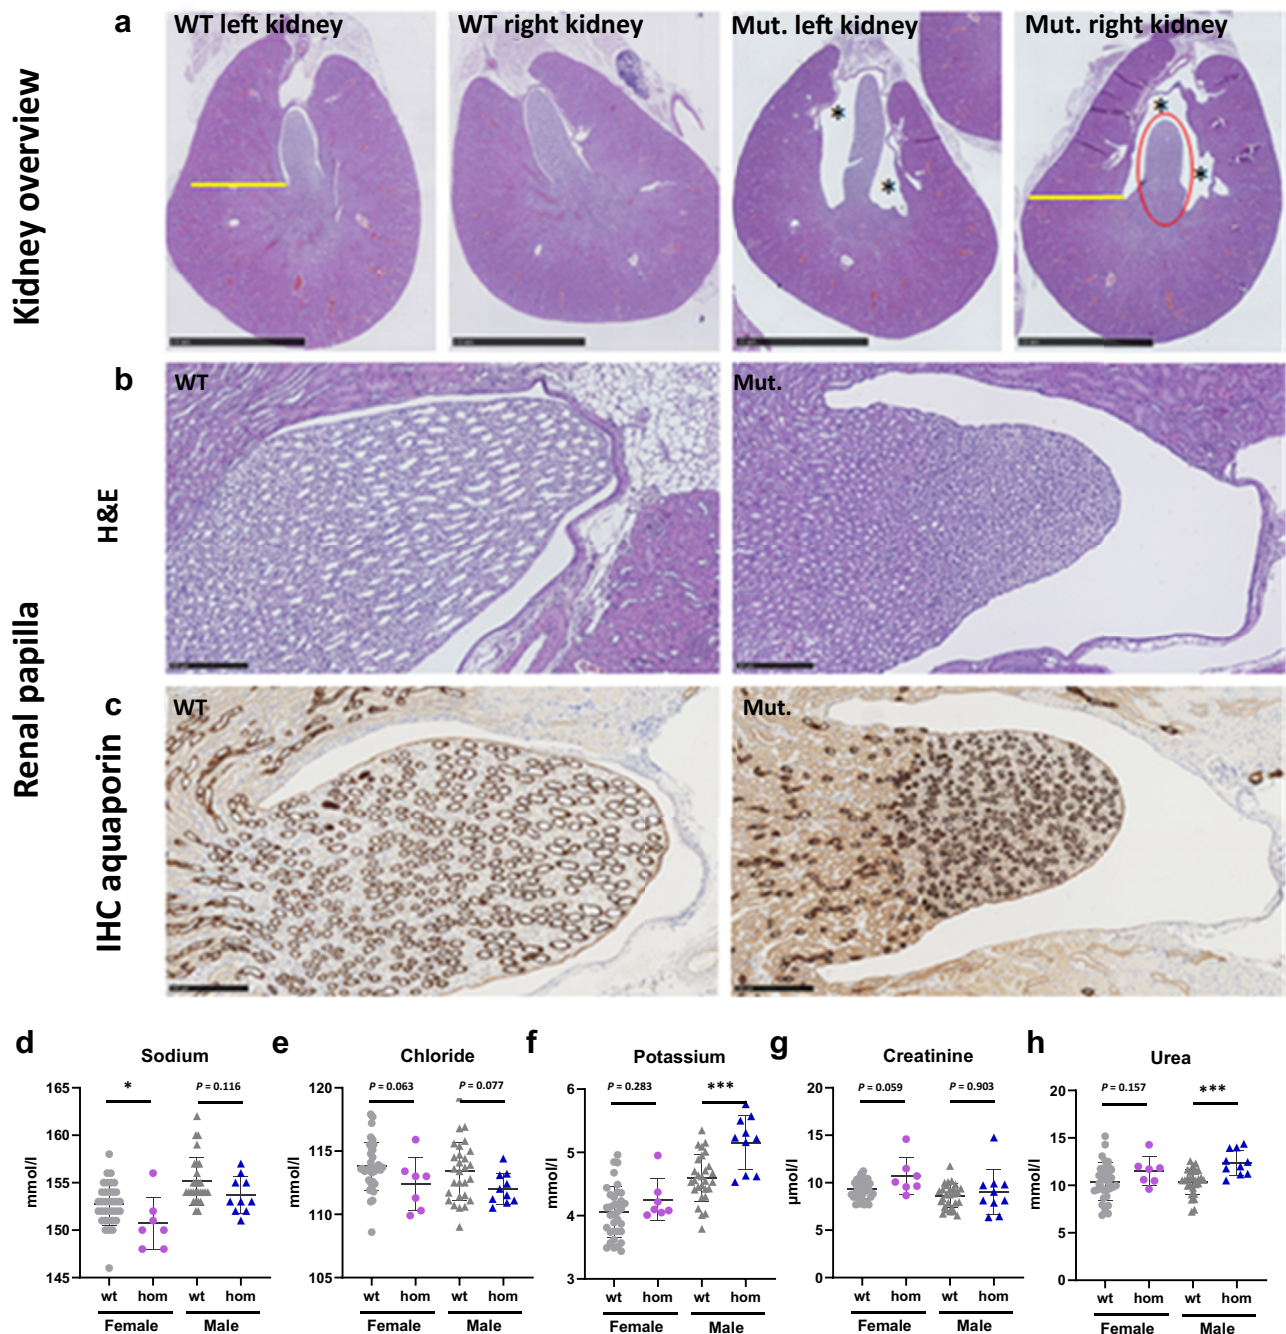 a
WT left kidney
WT right kidney
Mut. left kidney
Mut. right kidney
Kidney overview
*
*
*
*
b
WT
Mut.
H&E
Renal papilla
c
WT
Mut.
IHC aquaporin
d
Sodium
mmol/l
165
160
155
150
145
*
P = 0.116
wt hom wt hom
Female Male
e
Chloride
mmol/l
120
115
110
105
P = 0.063
P = 0.077
wt hom wt hom
Female Male
f
Potassium
mmol/l
6
5
4
3
P = 0.283
***
wt hom wt hom
Female Male
g
Creatinine
µmol/l
20
15
10
5
0
P = 0.059
P = 0.903
wt hom wt hom
Female Male
h
Urea
mmol/l
20
15
10
5
0
P = 0.157
***
wt hom wt hom
Female Male